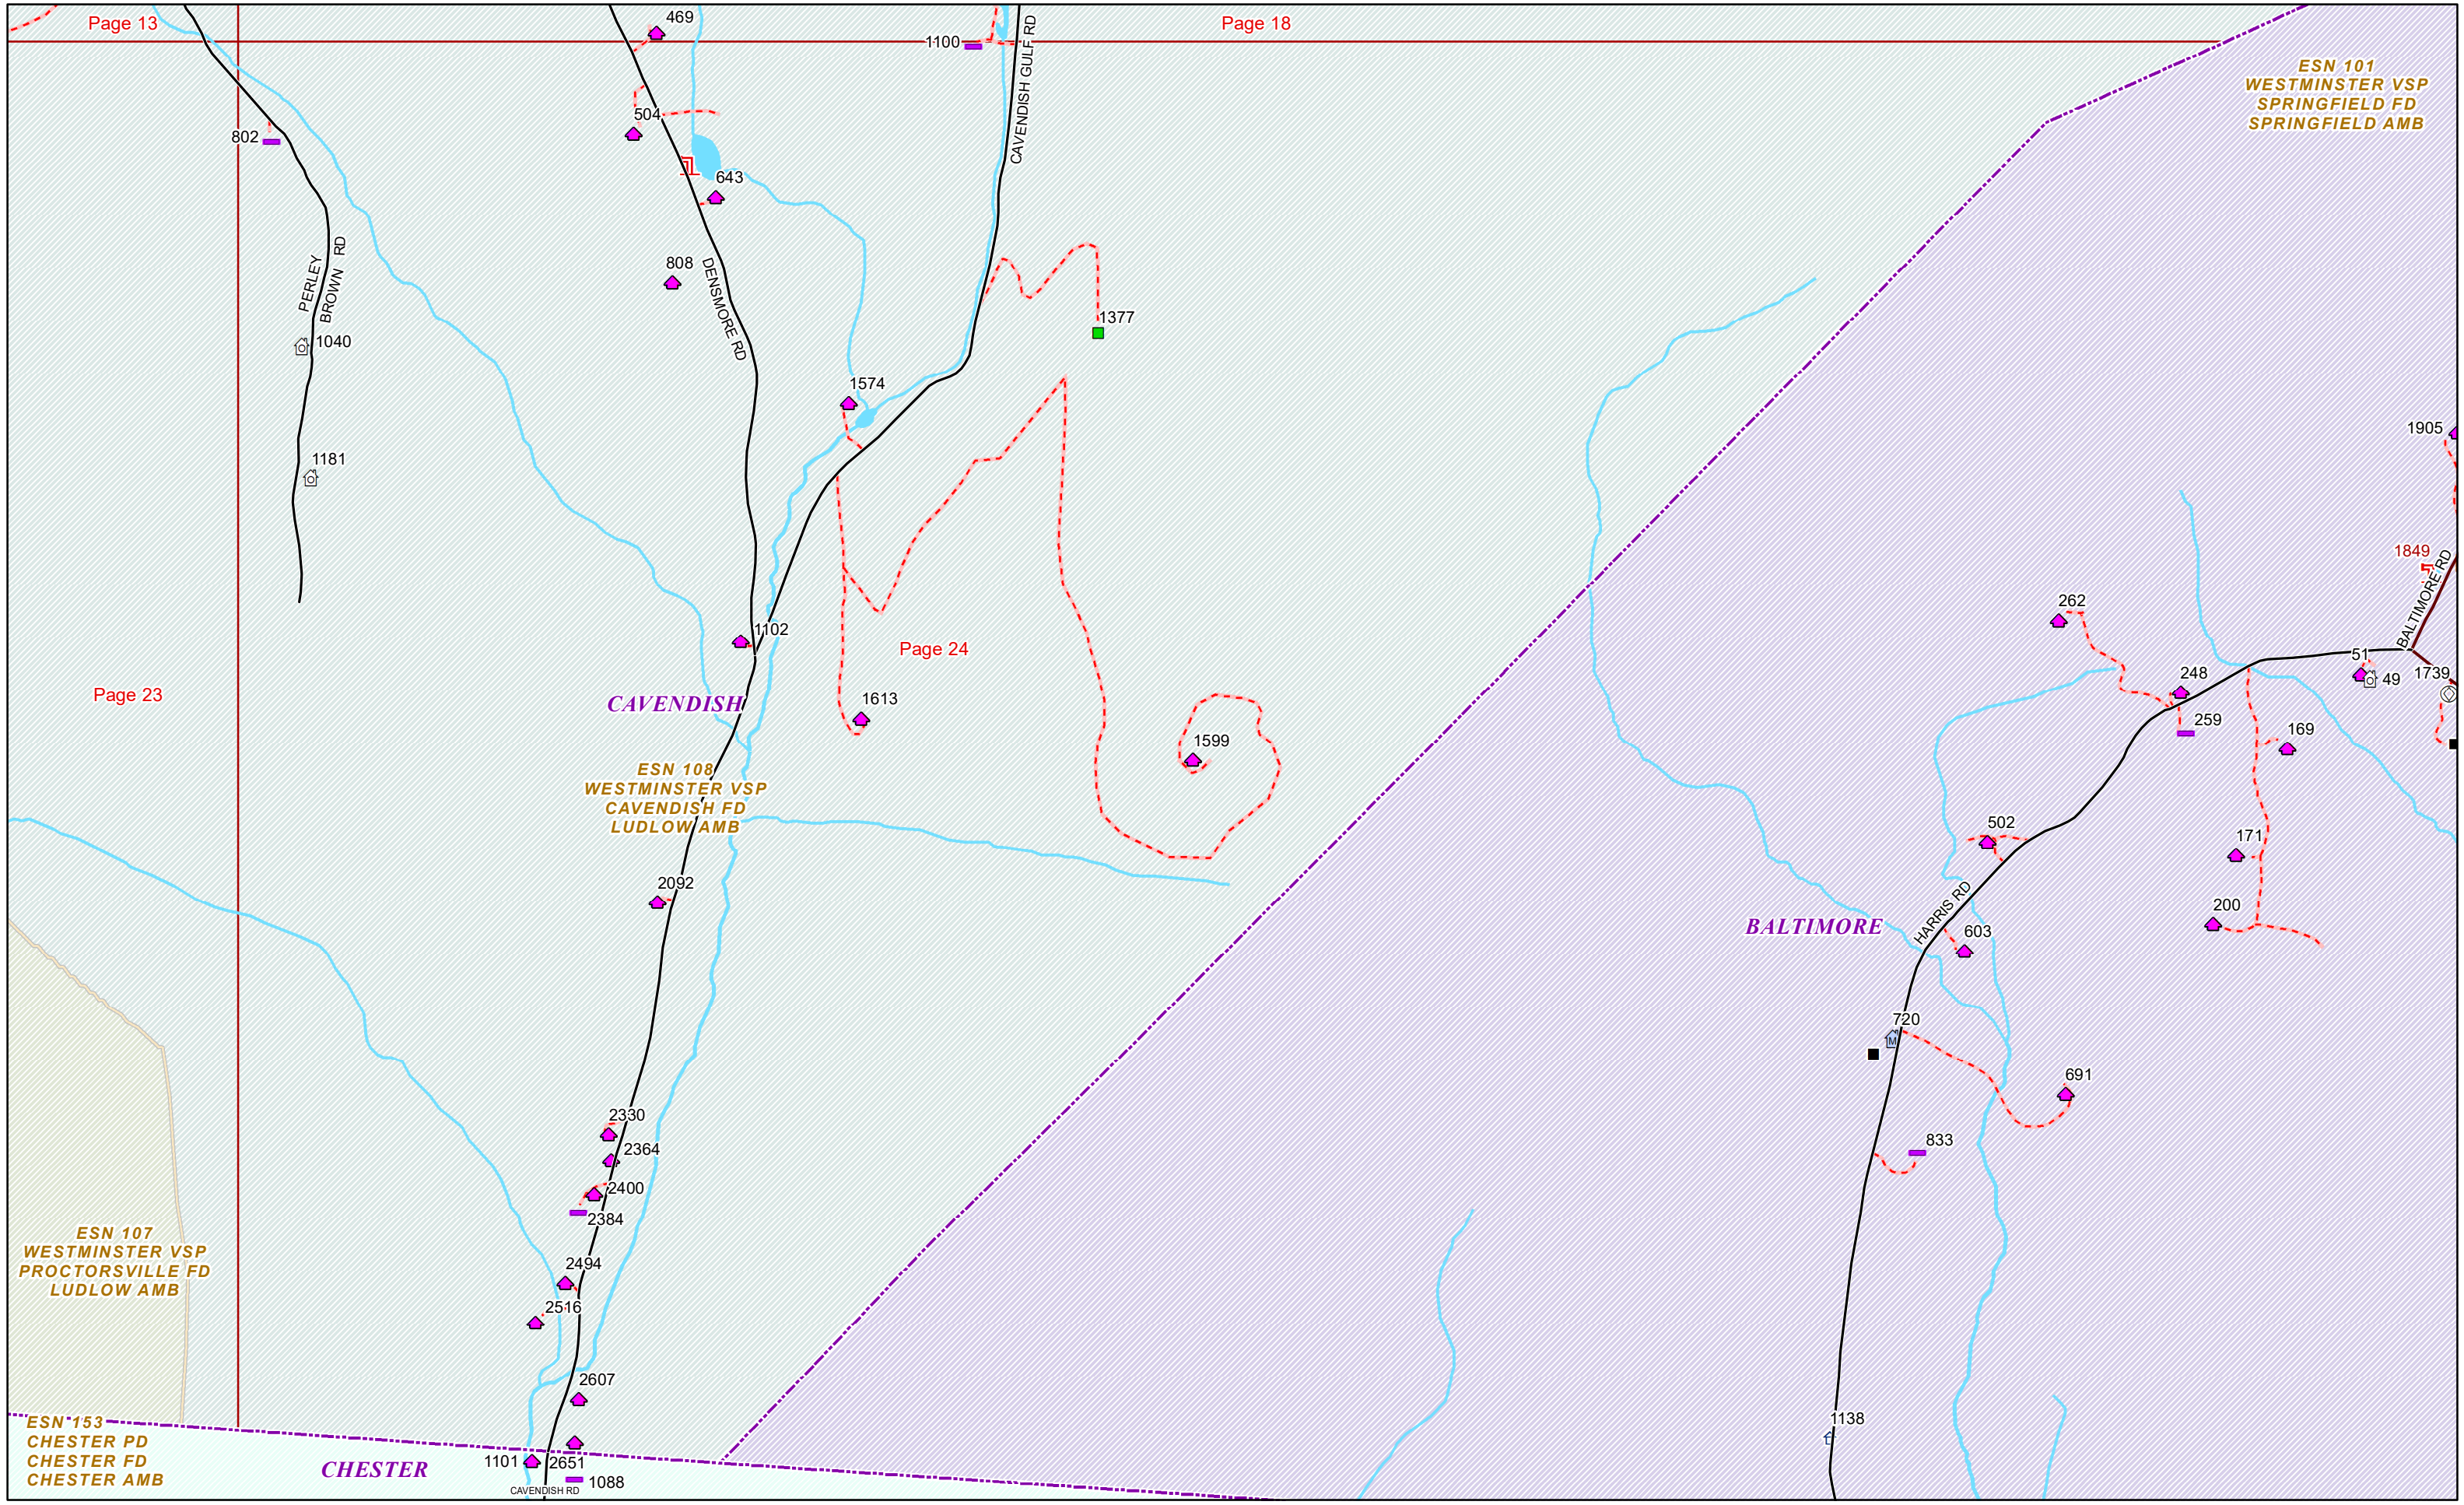 Page 13
469
Page 18
1100
CAVENDISH GULF RD
ESN 101
WESTMINSTER VSP
SPRINGFIELD FD
SPRINGFIELD AMB
504
802
643
PERLEY
BROWN RD
808
DENSMORE RD
1377
1040
1574
1905
1181
1849
BALTIMORE RD
262
1102
Page 24
51
1739
49
248
Page 23
CAVENDISH
1613
259
169
1599
ESN 108
WESTMINSTER VSP
CAVENDISH FD
LUDLOW AMB
502
171
2092
HARRIS RD
200
BALTIMORE
603
720
691
2330
2364
833
2400
2384
ESN 107
WESTMINSTER VSP
PROCTORSVILLE FD
LUDLOW AMB
2494
2516
2607
ESN 153
CHESTER PD
CHESTER FD
CHESTER AMB
1138
CHESTER
1101
2651
1088
CAVENDISH RD
M